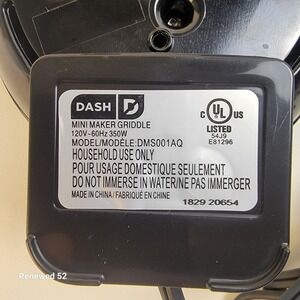 DASH D
MINI MAKER GRIDDLE
120V~60Hz 350W
MODEL/MODÈLE:DMS001AQ
HOUSEHOLD USE ONLY
POUR USAGE DOMESTIQUE SEULEMENT
DO NOT IMMERSE IN WATER/NE PAS IMMERGER
MADE IN CHINA/FABRIQUÉ EN CHINE
C UL US
LISTED
54J9
E81296
1829 20654
Renewed 52